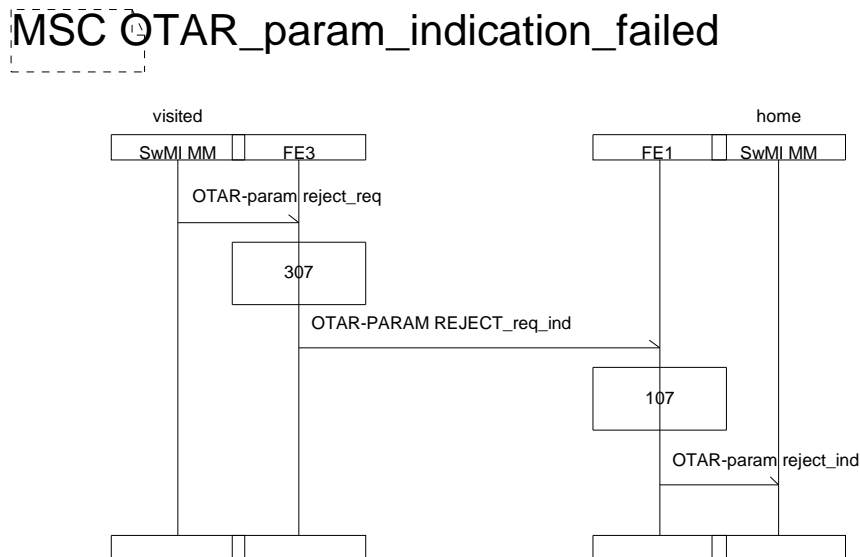 MSC OTAR_param_indication_failed
visited
home
SwMI MM
FE3
FE1
SwMI MM
OTAR-param reject_req
307
OTAR-PARAM REJECT_req_ind
107
OTAR-param reject_ind